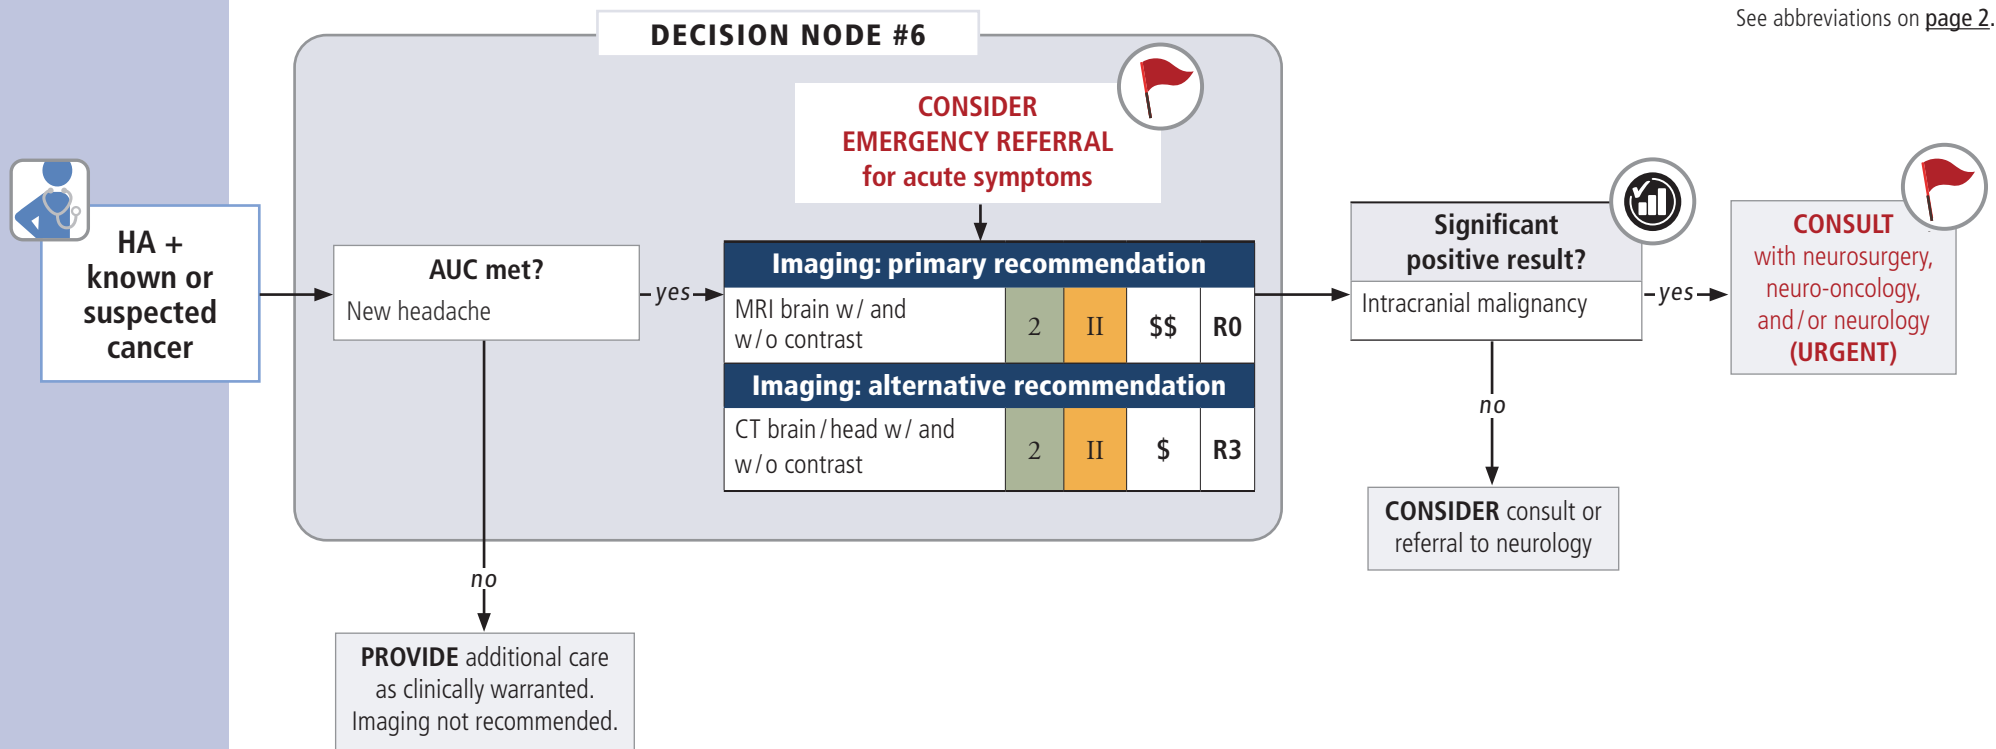 See abbreviations on page 2.
DECISION NODE #6
CONSIDER
EMERGENCY REFERRAL
for acute symptoms
HA +
known or
suspected
cancer
AUC met?
New headache
yes
Imaging: primary recommendation
MRI brain w/ and
w/o contrast
2
II
$$
R0
Imaging: alternative recommendation
CT brain/head w/ and
w/o contrast
2
II
$
R3
Significant
positive result?
Intracranial malignancy
yes
CONSULT
with neurosurgery,
neuro-oncology,
and/or neurology
(URGENT)
no
CONSIDER consult or
referral to neurology
no
PROVIDE additional care
as clinically warranted.
Imaging not recommended.